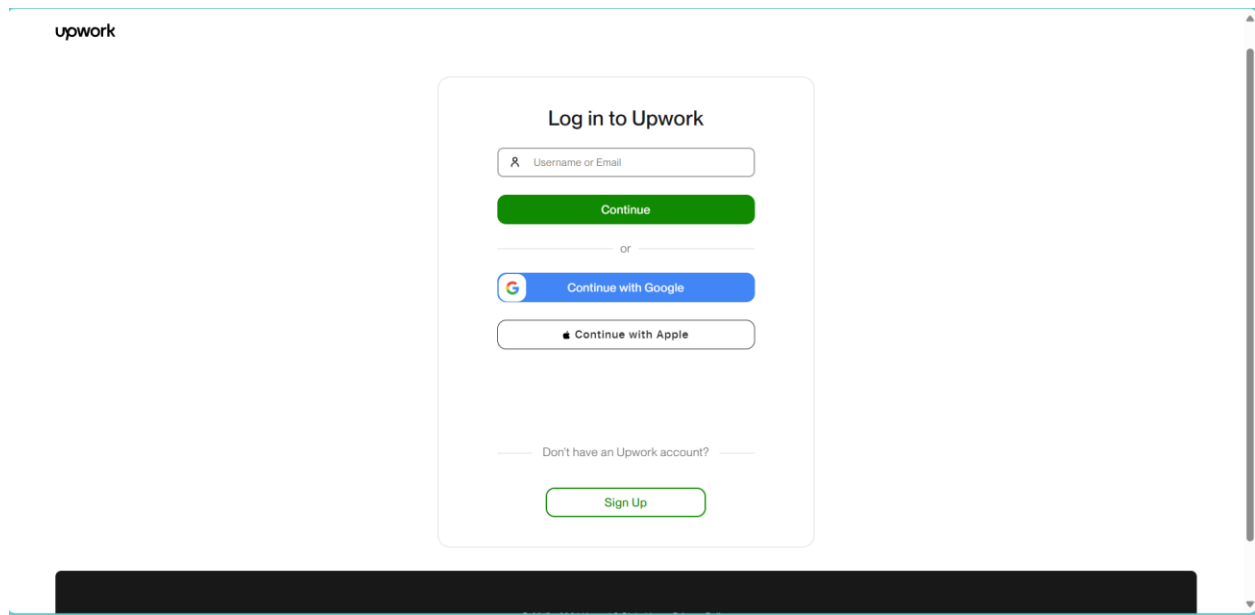 upwork
Log in to Upwork
Username or Email
Continue
or
Continue with Google
Continue with Apple
Don't have an Upwork account?
Sign Up